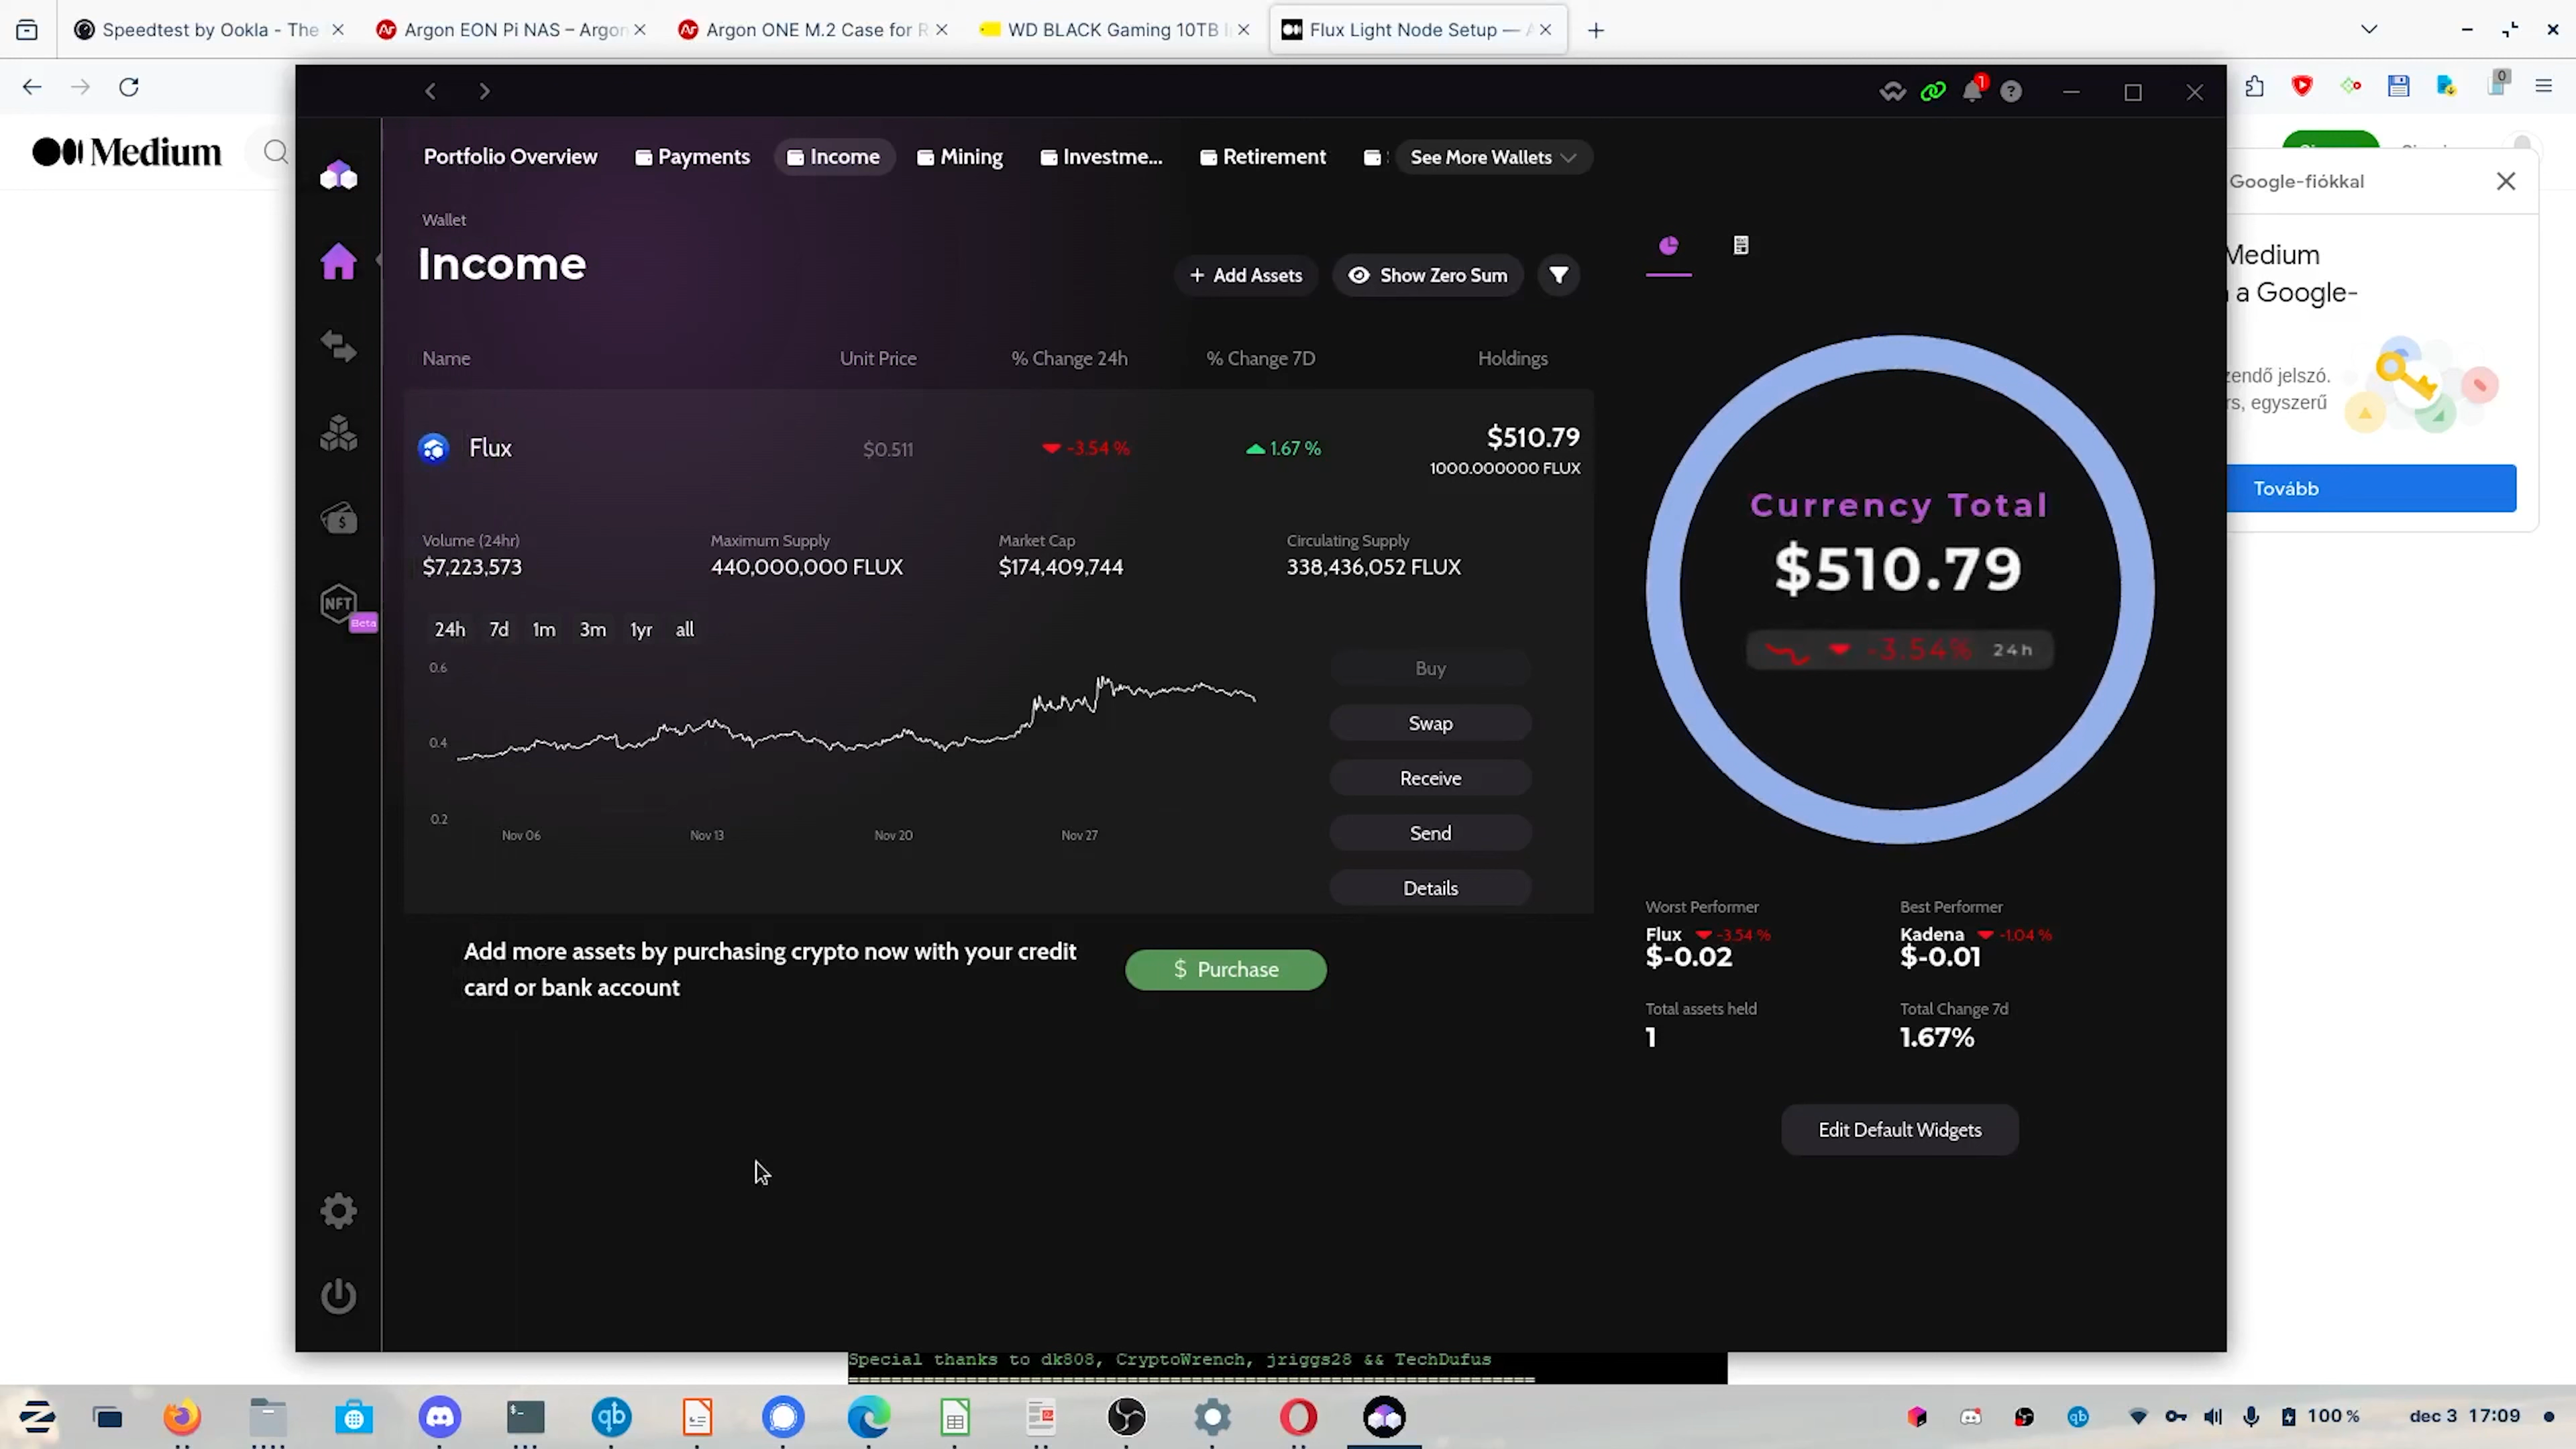 Speedtest by Ookla - The
Argon EON Pi NAS – Argon
Argon ONE M.2 Case for R
WD BLACK Gaming 10TB
Flux Light Node Setup —
0
Medium
1
Portfolio Overview
Payments
Income
Mining
Investme...
Retirement
See More Wallets
Wallet
Income
+ Add Assets
Show Zero Sum
Name
Unit Price
% Change 24h
% Change 7D
Holdings
Flux
$0.511
-3.54 %
1.67 %
$510.79
1000.000000 FLUX
Volume (24hr)
Maximum Supply
Market Cap
Circulating Supply
$7,223,573
440,000,000 FLUX
$174,409,744
338,436,052 FLUX
24h
7d
1m
3m
1yr
all
0.6
0.4
0.2
Nov 06
Nov 13
Nov 20
Nov 27
Buy
Swap
Receive
Send
Details
Add more assets by purchasing crypto now with your credit
card or bank account
$ Purchase
NFT
Beta
Currency Total
$510.79
-3.54%
24h
Worst Performer
Best Performer
Flux
-3.54 %
Kadena
-1.04 %
$-0.02
$-0.01
Total assets held
Total Change 7d
1
1.67%
Edit Default Widgets
Google-fiókkal
Medium
a Google-
jelszó.
egyszerű
Tovább
Special thanks to dk808, CryptoWrench, jriggs28 && TechDufus
qb
qb
100 %
dec 3 17:09